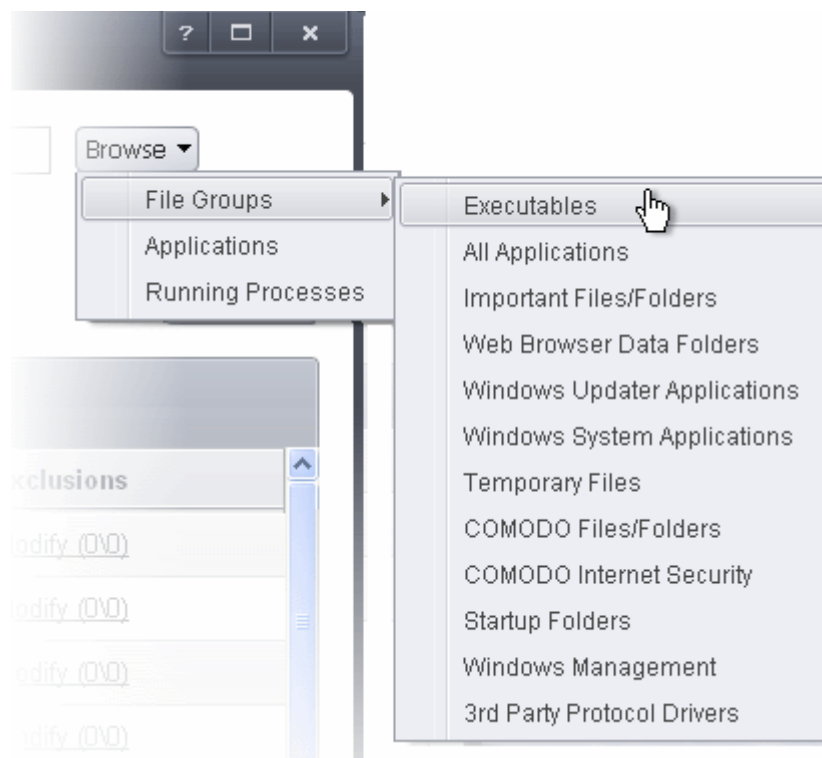 ?
Browse
File Groups
Applications
Running Processes
Executables
All Applications
Important Files/Folders
Web Browser Data Folders
Windows Updater Applications
Windows System Applications
Temporary Files
COMODO Files/Folders
COMODO Internet Security
Startup Folders
Windows Management
3rd Party Protocol Drivers
xclusions
odify (0\0)
odify (0\0)
odify (0\0)
odify (0\0)